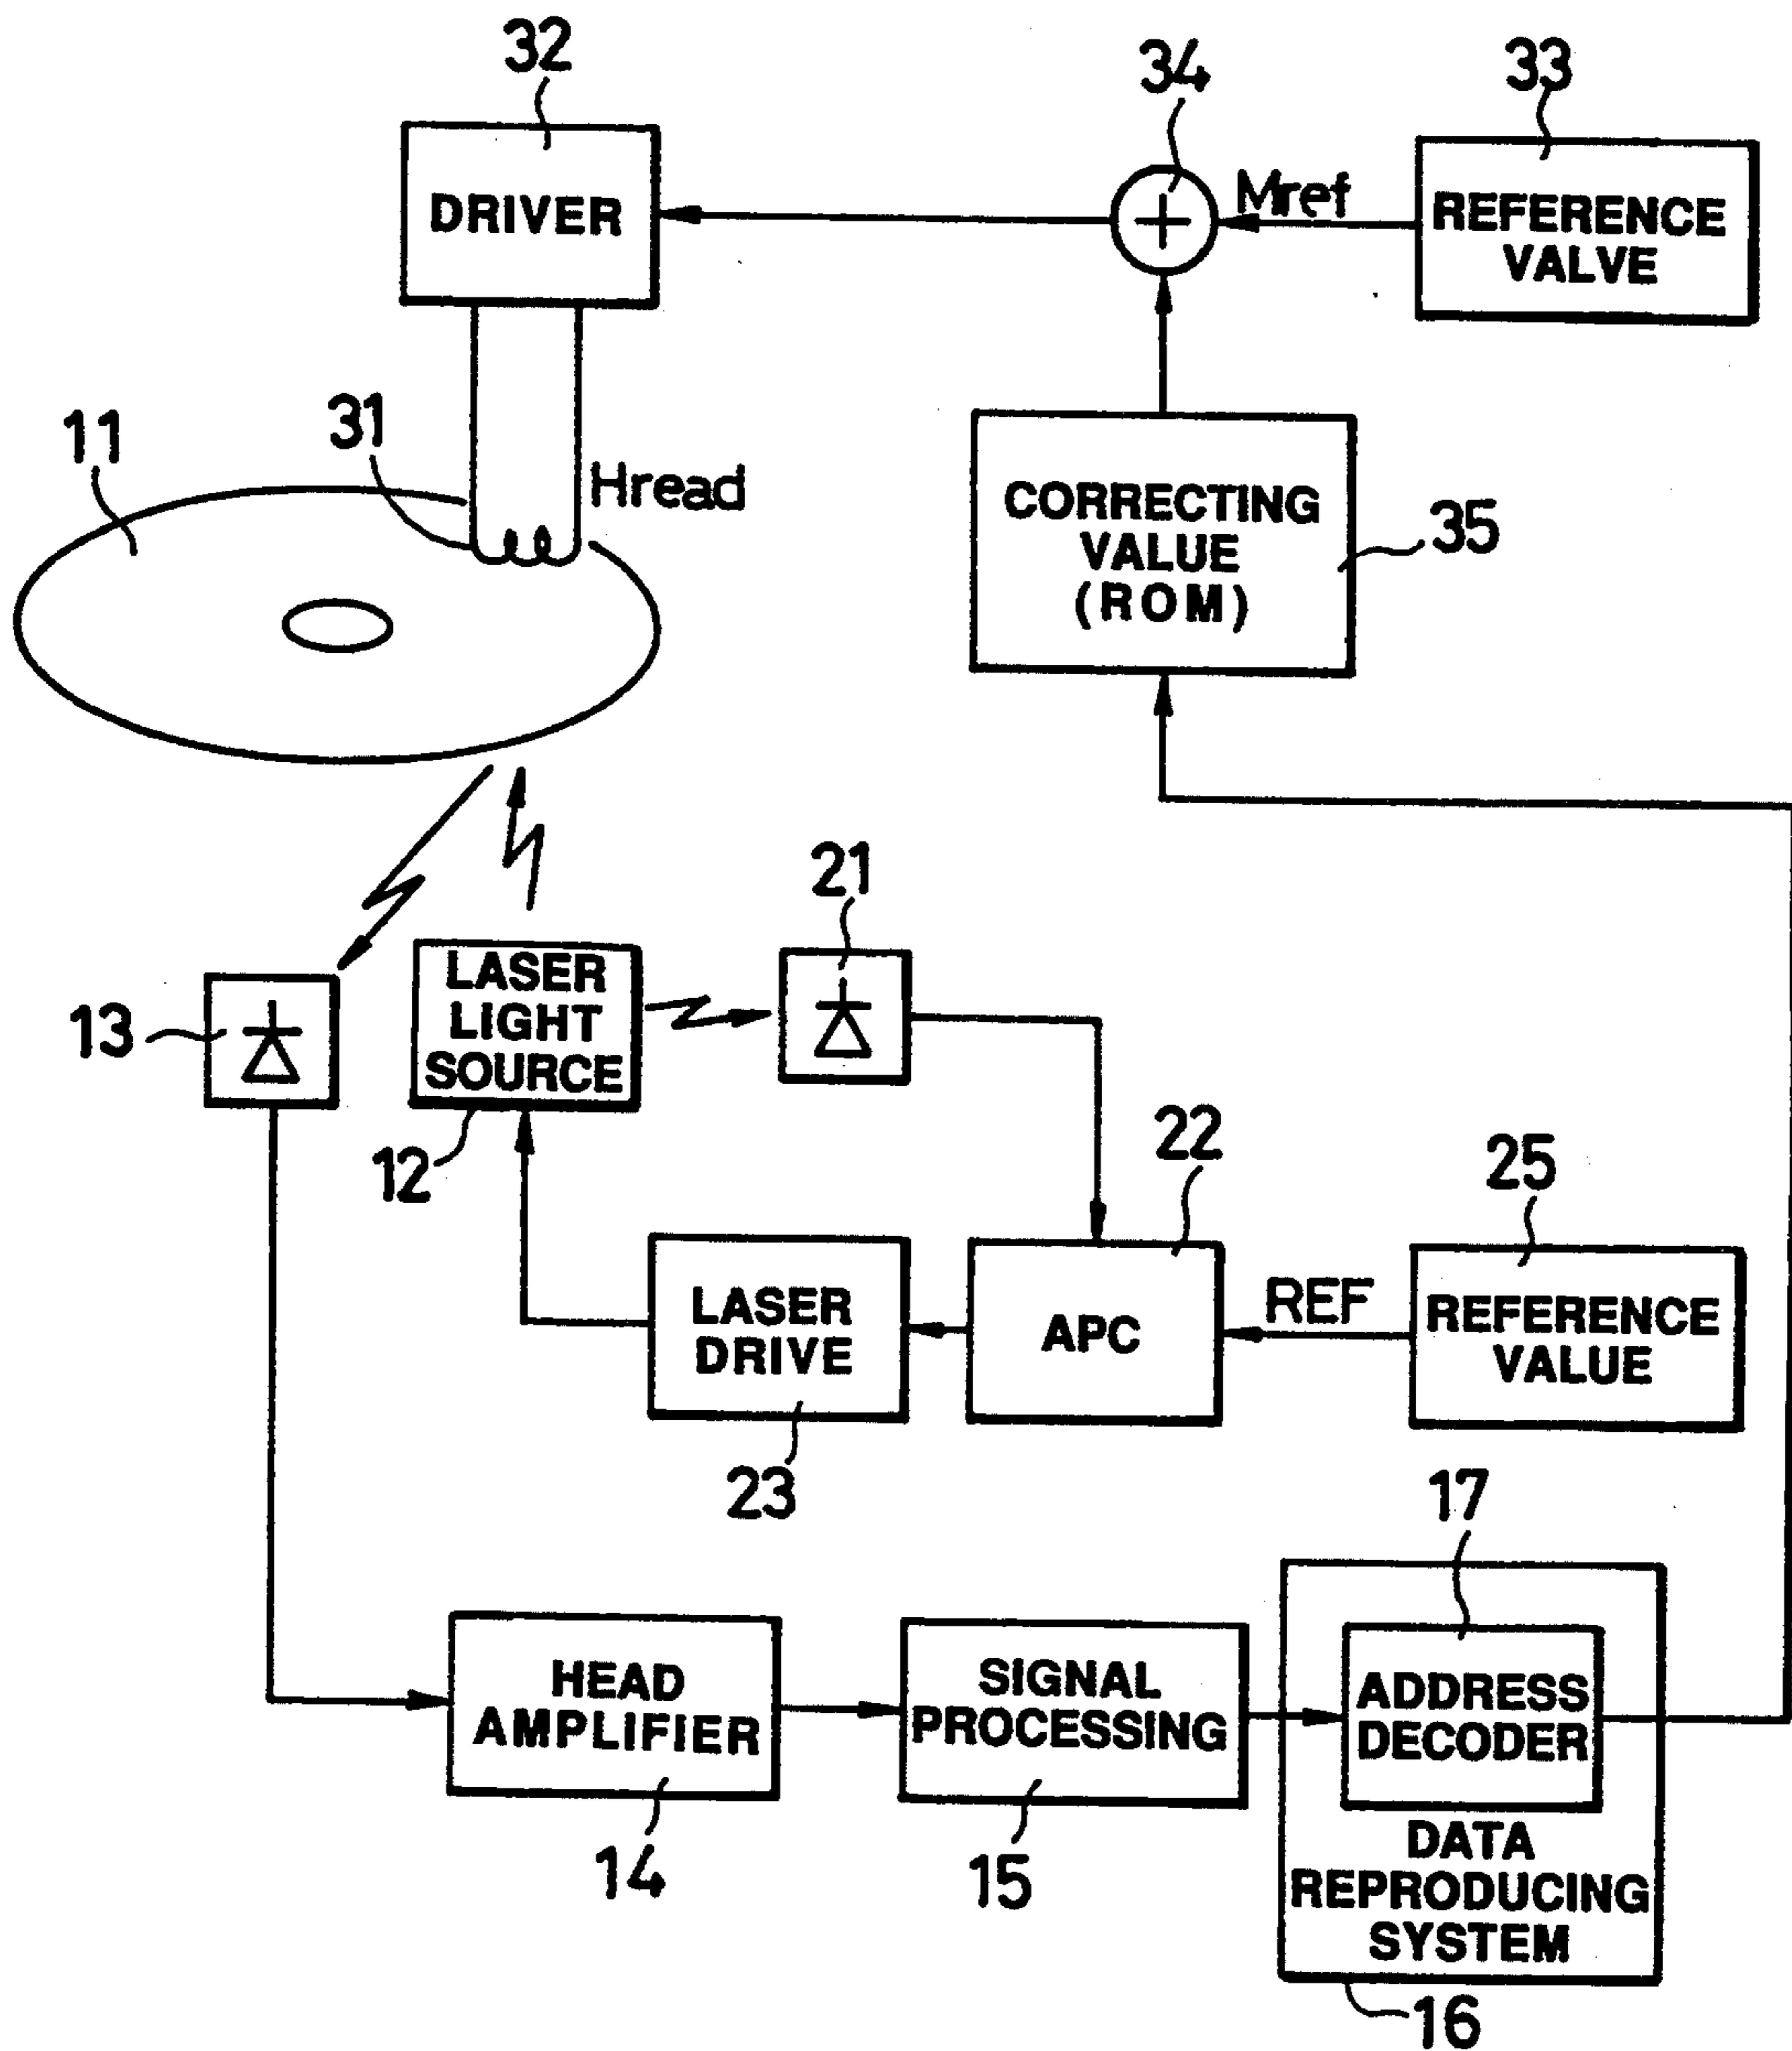 32
34
33
DRIVER
Mref
REFERENCE
VALVE
11
31
Hread
CORRECTING
VALUE
(ROM)
35
21
13
LASER
LIGHT
SOURCE
12
22
25
LASER
DRIVE
APC
REF
REFERENCE
VALUE
23
17
HEAD
AMPLIFIER
SIGNAL
PROCESSING
ADDRESS
DECODER
14
15
DATA
REPRODUCING
SYSTEM
16